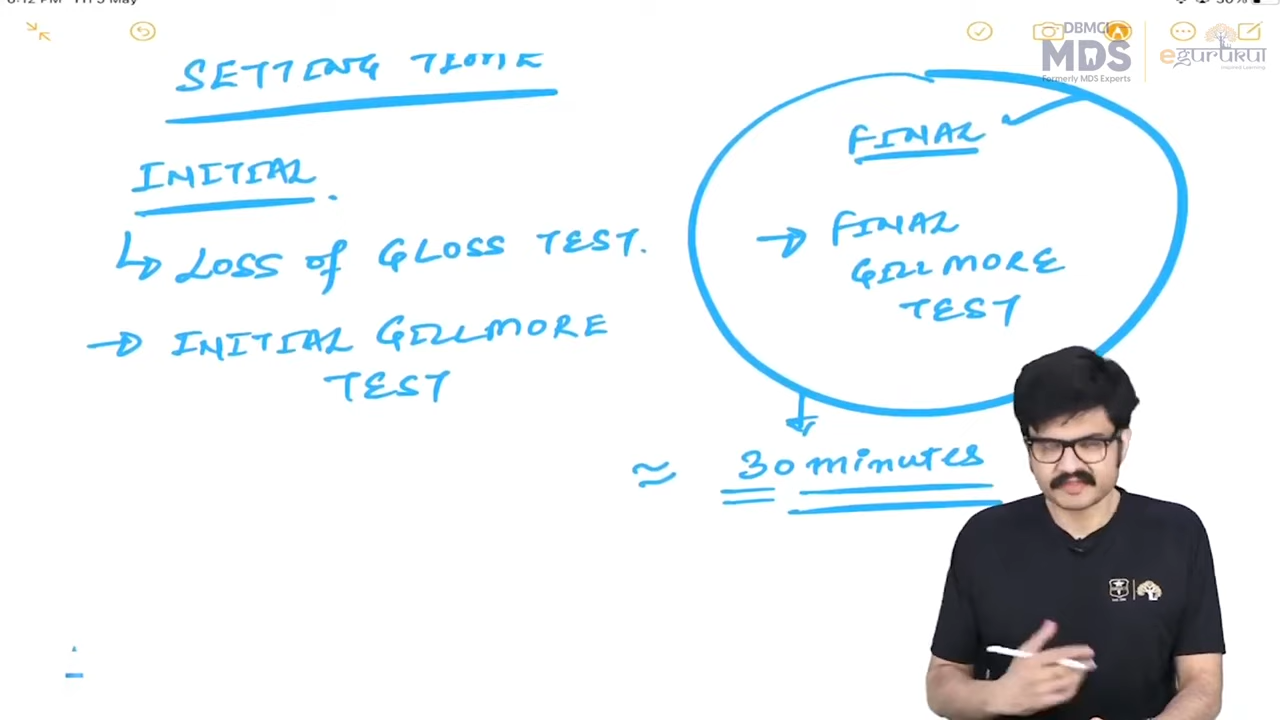 DBMCI
MDS
Formerly MDS Experts
egurukul
SETTING TIME
INITIAL
Loss of GLOSS TEST.
→ INITIAL GILLMORE
TEST
FINAL
→ FINAL
GILLMORE
TEST
≈ 30 minutes